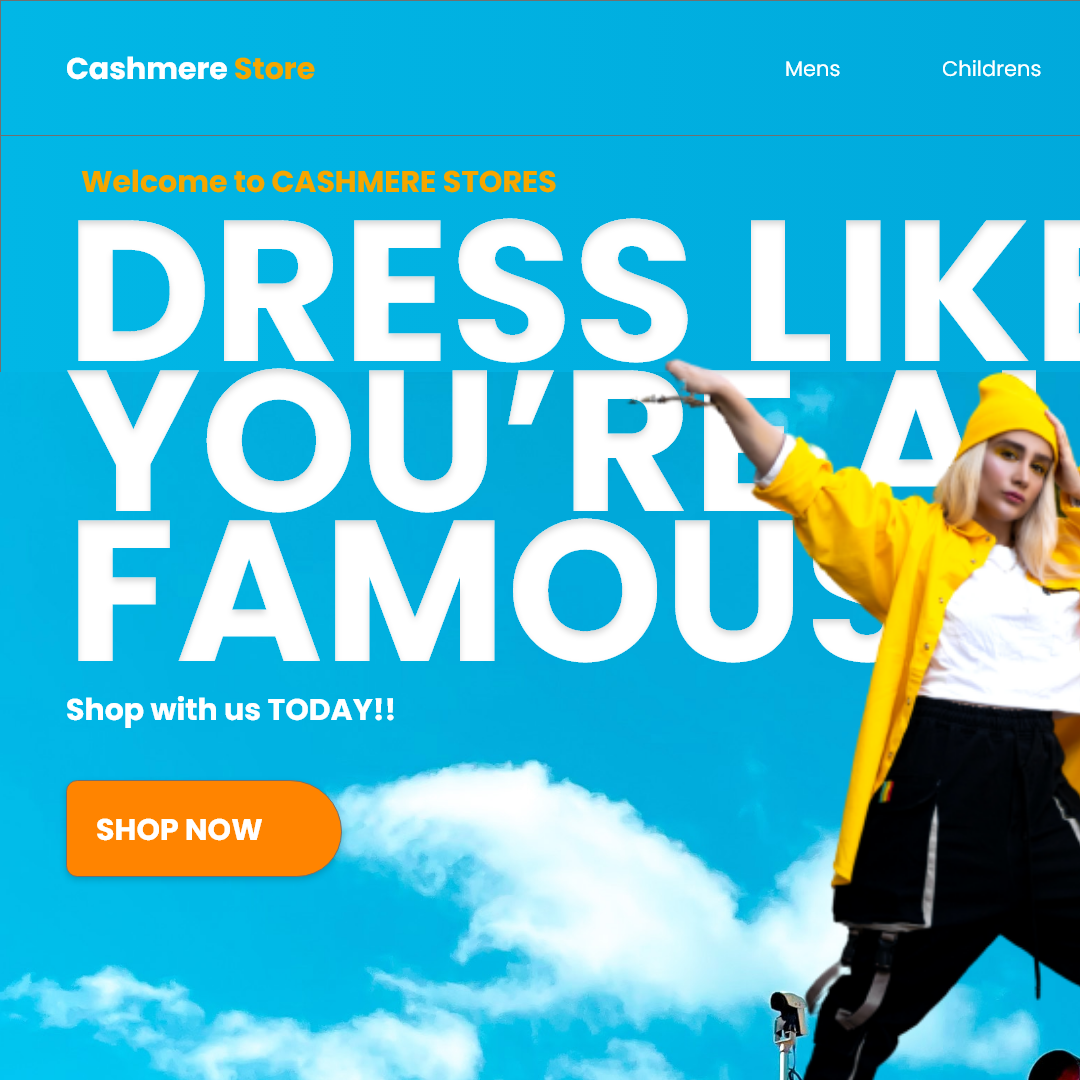 Cashmere Store
Mens
Childrens
Welcome to CASHMERE STORES
DRESS LIKE
YOU’RE A
FAMOUS
Shop with us TODAY!!
SHOP NOW